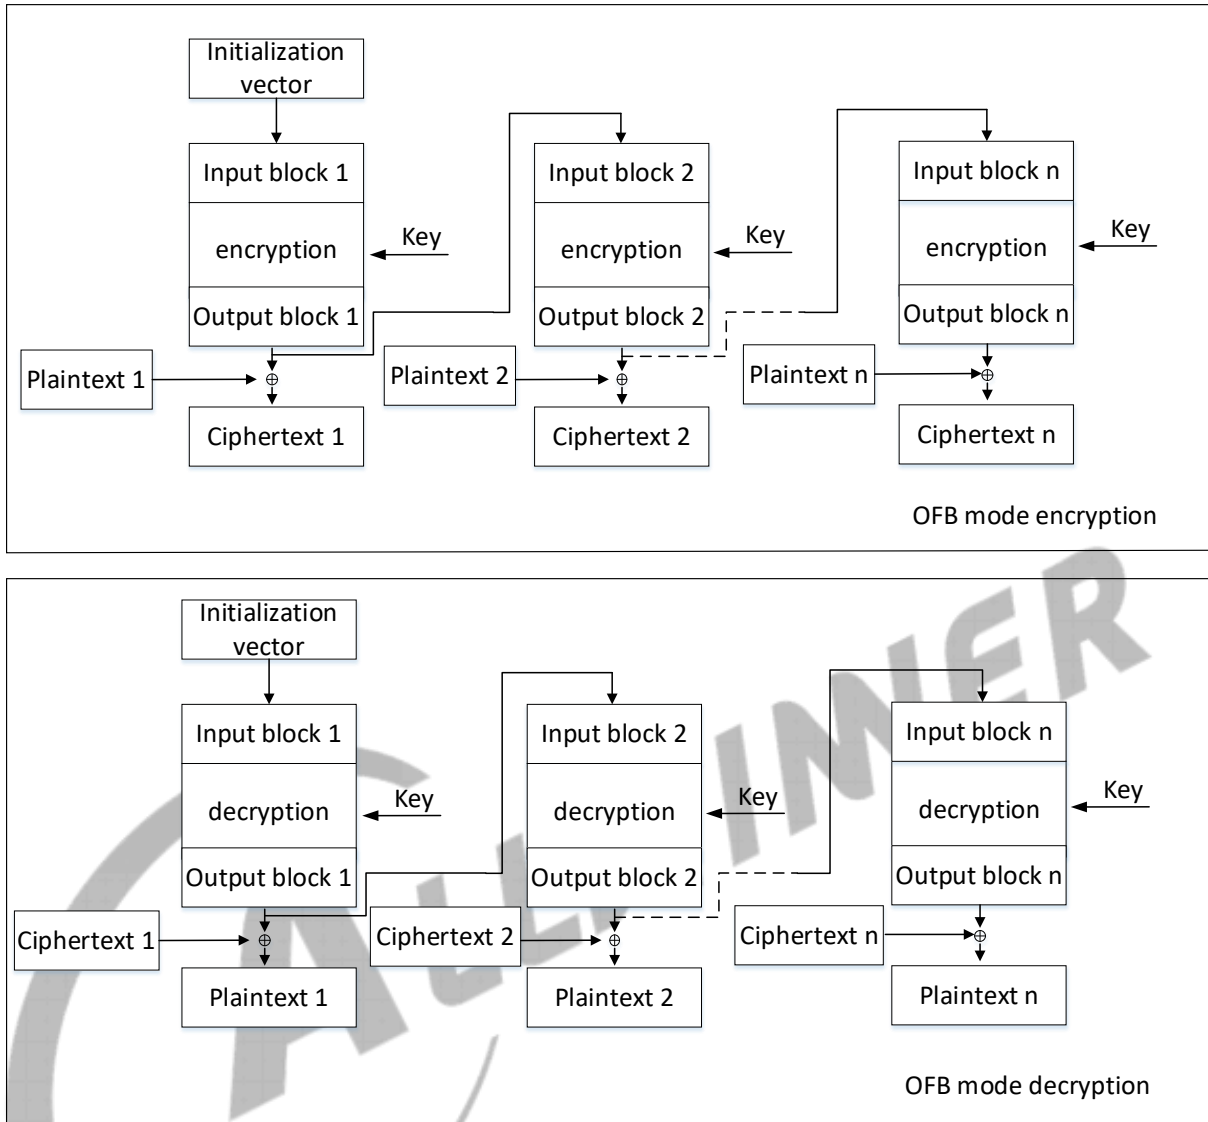 Initialization
vector
Input block 1
Input block 2
Input block n
encryption
Key
encryption
Key
encryption
Key
Output block 1
Output block 2
Output block n
Plaintext 1
Plaintext 2
Plaintext n
Ciphertext 1
Ciphertext 2
Ciphertext n
OFB mode encryption
Initialization
vector
Input block 1
Input block 2
Input block n
decryption
Key
decryption
Key
decryption
Key
Output block 1
Output block 2
Output block n
Ciphertext 1
Ciphertext 2
Ciphertext n
Plaintext 1
Plaintext 2
Plaintext n
OFB mode decryption